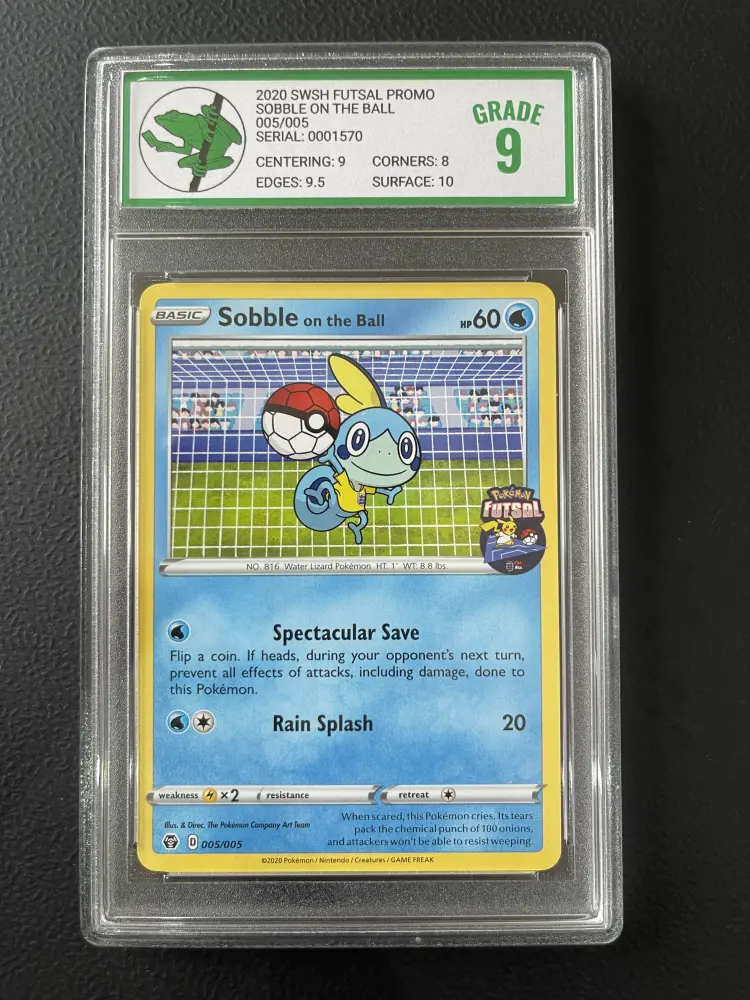 2020 SWSH FUTSAL PROMO
SOBBLE ON THE BALL
005/005
SERIAL: 0001570
CENTERING: 9 CORNERS: 8
EDGES: 9.5 SURFACE: 10
GRADE
9
BASIC Sobble on the Ball HP 60
Pokémon
FUTSAL
NO. 816 Water Lizard Pokémon HT: 1' WT: 8.8 lbs.
Spectacular Save
Flip a coin. If heads, during your opponent's next turn,
prevent all effects of attacks, including damage, done to
this Pokémon.
Rain Splash 20
weakness ×2 resistance retreat
Illus. & Direc. The Pokémon Company Art Team
D 005/005
When scared, this Pokémon cries. Its tears
pack the chemical punch of 100 onions,
and attackers won't be able to resist weeping.
©2020 Pokémon / Nintendo / Creatures / GAME FREAK